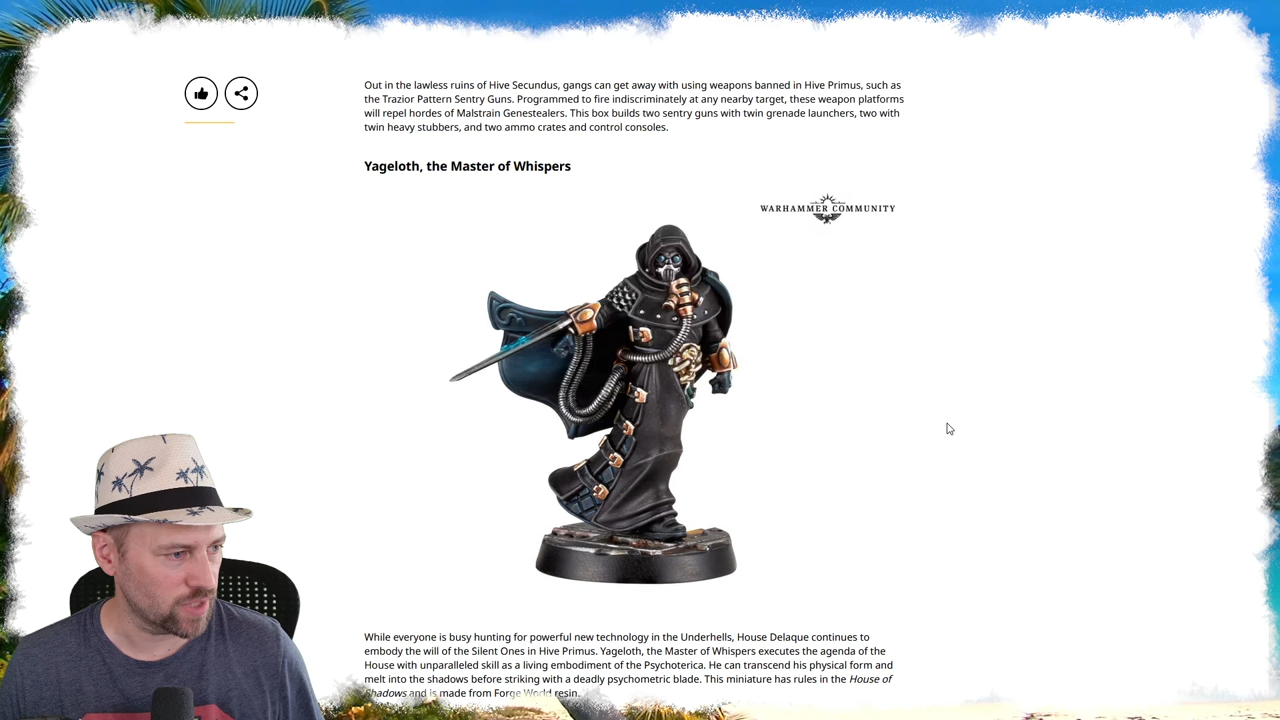 Out in the lawless ruins of Hive Secundus, gangs can get away with using weapons banned in Hive Primus, such as
the Trazior Pattern Sentry Guns. Programmed to fire indiscriminately at any nearby target, these weapon platforms
will repel hordes of Malstrain Genestealers. This box builds two sentry guns with twin grenade launchers, two with
twin heavy stubbers, and two ammo crates and control consoles.
Yageloth, the Master of Whispers
WARHAMMER COMMUNITY
While everyone is busy hunting for powerful new technology in the Underhells, House Delaque continues to
embody the will of the Silent Ones in Hive Primus. Yageloth, the Master of Whispers executes the agenda of the
House with unparalleled skill as a living embodiment of the Psychoterica. He can transcend his physical form and
melt into the shadows before striking with a deadly psychometric blade. This miniature has rules in the House of
Shadows and is made from Forge World resin.